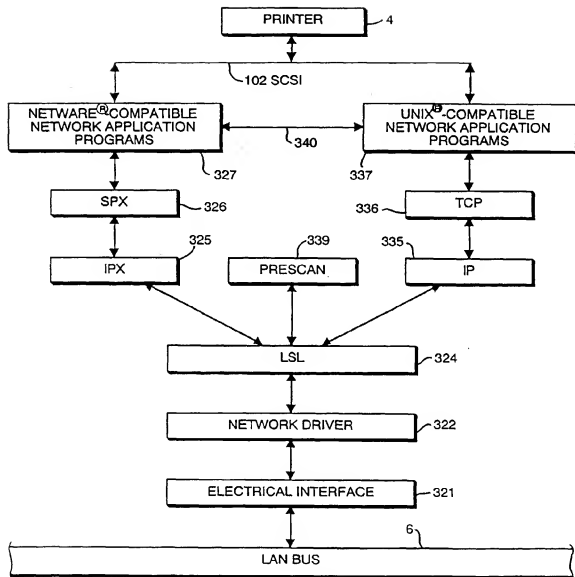 PRINTER
4
102 SCSI
NETWARE®-COMPATIBLE
NETWORK APPLICATION
PROGRAMS
UNIX®-COMPATIBLE
NETWORK APPLICATION
PROGRAMS
340
327
337
SPX
326
336
TCP
325
339
335
IPX
PRESCAN
IP
LSL
324
NETWORK DRIVER
322
ELECTRICAL INTERFACE
321
6
LAN BUS